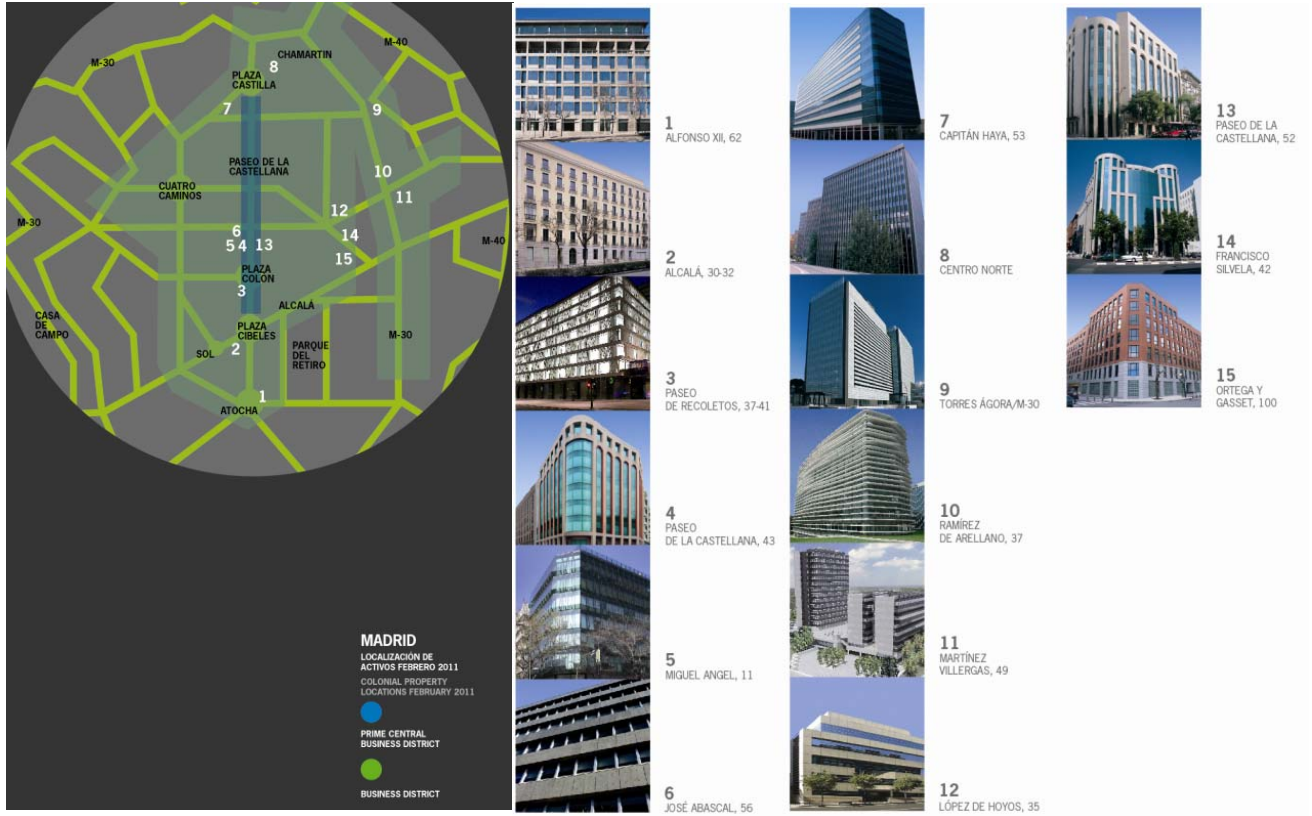 M-40
CHAMARTIN
M-30
8
PLAZA
CASTILLA
7
9
PASEO DE LA
CASTELLANA
10
CUATRO
CAMINOS
11
12
M-30
6
14
5 4 13
M-40
15
PLAZA
COLÓN
3
ALCALÁ
CASA
DE
CAMPO
PLAZA
CIBELES
M-30
2
SOL
PARQUE
DEL
RETIRO
1
ATOCHA
MADRID
LOCALIZACIÓN DE
ACTIVOS FEBRERO 2011
COLONIAL PROPERTY
LOCATIONS FEBRUARY 2011
PRIME CENTRAL
BUSINESS DISTRICT
BUSINESS DISTRICT
1
ALFONSO XII, 62
2
ALCALÁ, 30-32
3
PASEO
DE RECOLETOS, 37-41
4
PASEO
DE LA CASTELLANA, 43
5
MIGUEL ANGEL, 11
6
JOSÉ ABASCAL, 56
7
CAPITÁN HAYA, 53
8
CENTRO NORTE
9
TORRES ÁGORA/M-30
10
RAMÍREZ
DE ARELLANO, 37
11
MARTÍNEZ
VILLERGAS, 49
12
LÓPEZ DE HOYOS, 35
13
PASEO DE LA
CASTELLANA, 52
14
FRANCISCO
SILVELA, 42
15
ORTEGA Y
GASSET, 100